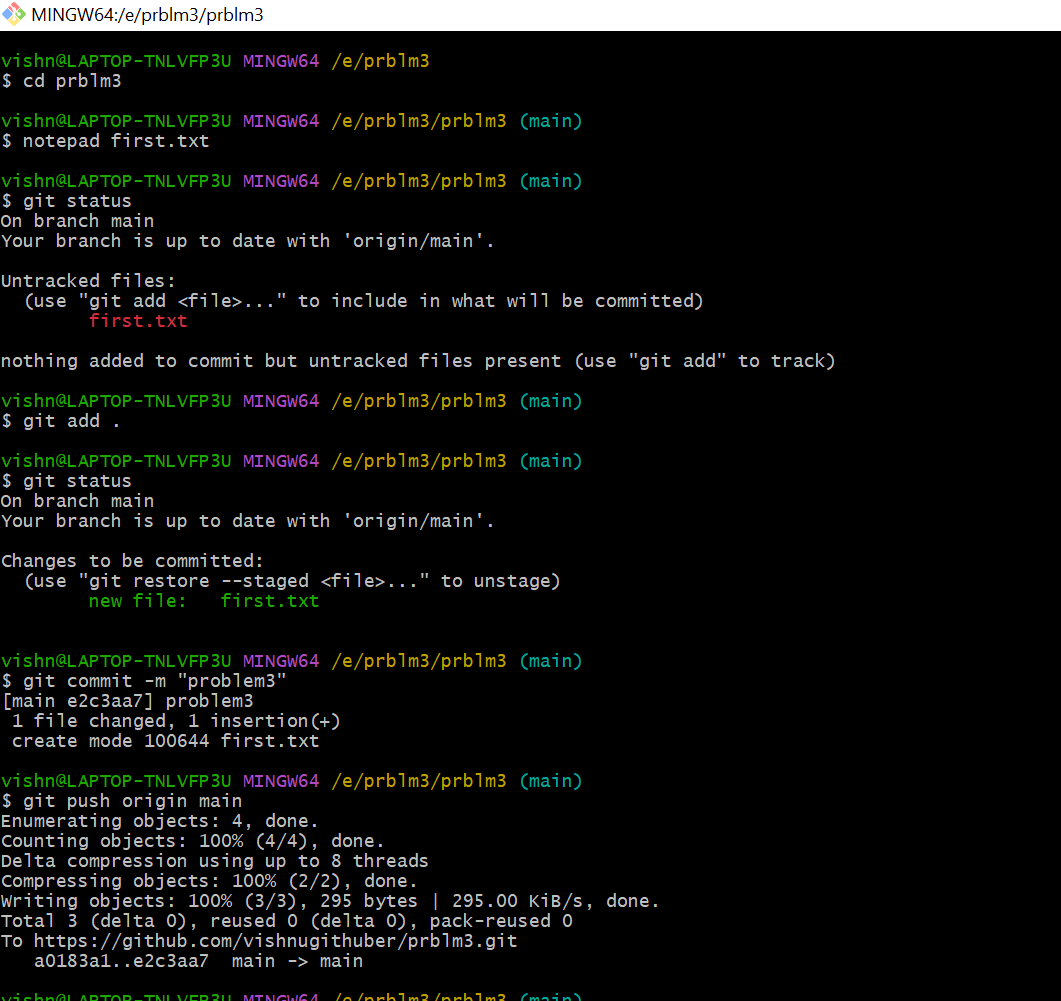 MINGW64:/e/prblm3/prblm3
vishn@LAPTOP-TNLVFP3U MINGW64 /e/prblm3
$ cd prblm3
vishn@LAPTOP-TNLVFP3U MINGW64 /e/prblm3/prblm3 (main)
$ notepad first.txt
vishn@LAPTOP-TNLVFP3U MINGW64 /e/prblm3/prblm3 (main)
$ git status
On branch main
Your branch is up to date with 'origin/main'.
Untracked files:
  (use "git add <file>..." to include in what will be committed)
        first.txt
nothing added to commit but untracked files present (use "git add" to track)
vishn@LAPTOP-TNLVFP3U MINGW64 /e/prblm3/prblm3 (main)
$ git add .
vishn@LAPTOP-TNLVFP3U MINGW64 /e/prblm3/prblm3 (main)
$ git status
On branch main
Your branch is up to date with 'origin/main'.
Changes to be committed:
  (use "git restore --staged <file>..." to unstage)
        new file:   first.txt
vishn@LAPTOP-TNLVFP3U MINGW64 /e/prblm3/prblm3 (main)
$ git commit -m "problem3"
[main e2c3aa7] problem3
 1 file changed, 1 insertion(+)
 create mode 100644 first.txt
vishn@LAPTOP-TNLVFP3U MINGW64 /e/prblm3/prblm3 (main)
$ git push origin main
Enumerating objects: 4, done.
Counting objects: 100% (4/4), done.
Delta compression using up to 8 threads
Compressing objects: 100% (2/2), done.
Writing objects: 100% (3/3), 295 bytes | 295.00 KiB/s, done.
Total 3 (delta 0), reused 0 (delta 0), pack-reused 0
To https://github.com/vishnugithuber/prblm3.git
   a0183a1..e2c3aa7  main -> main
vishn@LAPTOP-TNLVFP3U MINGW64 /e/prblm3/prblm3 (main)